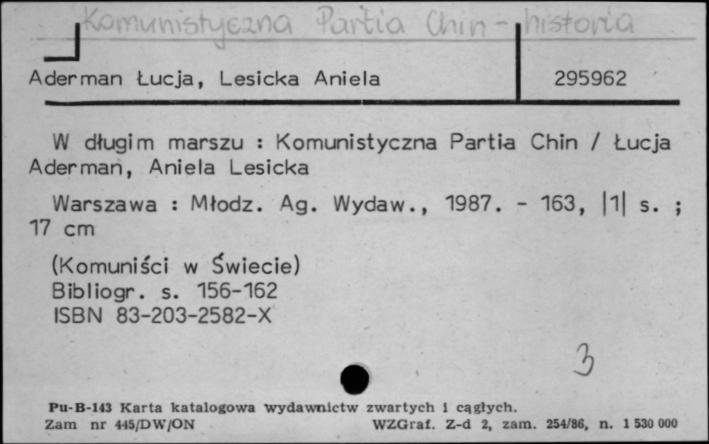 Komunistyczna Partia Chin - historia
Aderman Łucja, Lesicka Aniela 295962
W długim marszu : Komunistyczna Partia Chin / Łucja
Aderman, Aniela Lesicka
Warszawa : Młodz. Ag. Wydaw., 1987. - 163, |1| s. ;
17 cm
(Komuniści w Świecie)
Bibliogr. s. 156-162
ISBN 83-203-2582-X
3
Pu-B-143 Karta katalogowa wydawnictw zwartych i ciągłych.
Zam nr 445/DW/ON WZGraf. Z-d 2, zam. 254/86, n. 1 530 000